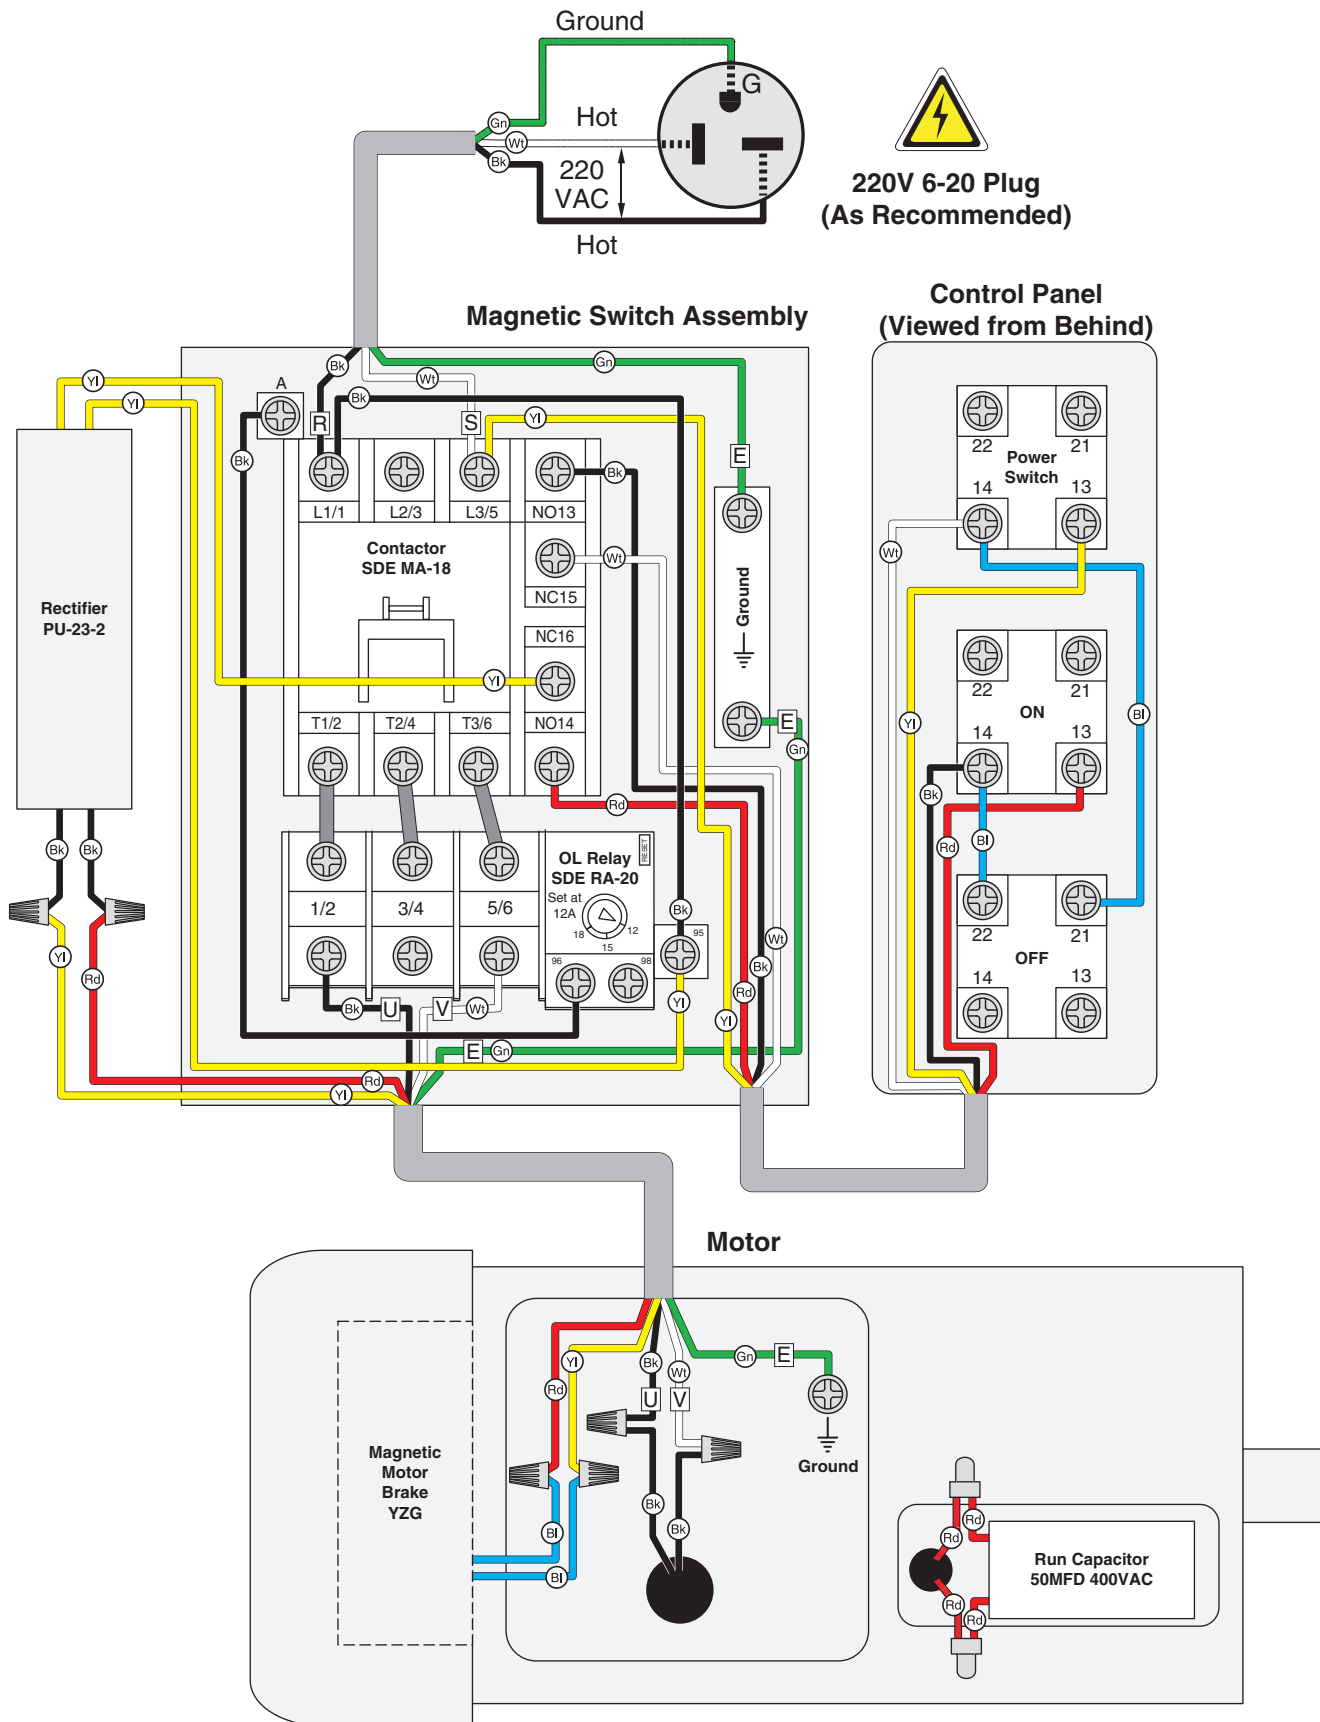 Ground
G
Gn
Hot
Wt
Bk
220
VAC
Hot
220V 6-20 Plug
(As Recommended)
Magnetic Switch Assembly
Control Panel
(Viewed from Behind)
Bk
Gn
Wt
A
Yl
Yl
Bk
R
S
Yl
Bk
E
Bk
L1/1
L2/3
L3/5
NO13
Contactor
SDE MA-18
Wt
NC15
NC16
Yl
T1/2
T2/4
T3/6
NO14
Ground
E
Gn
Rectifier
PU-23-2
Bk
Bk
Rd
OL Relay
SDE RA-20
RESET
Set at
12A
18
15
12
1/2
3/4
5/6
96
98
95
Bk
Yl
Bk
U
V
Wt
Yl
Rd
E
Gn
Rd
Yl
Yl
Rd
Bk
Wt
22
21
Power
Switch
14
13
Wt
Yl
Bl
22
21
ON
14
13
Bk
Rd
Bl
22
21
OFF
14
13
Motor
Magnetic
Motor
Brake
YZG
Rd
Yl
Bk
Wt
U
V
Gn
E
Ground
Bl
Bl
Bk
Bk
Rd
Rd
Run Capacitor
50MFD 400VAC
Rd
Rd